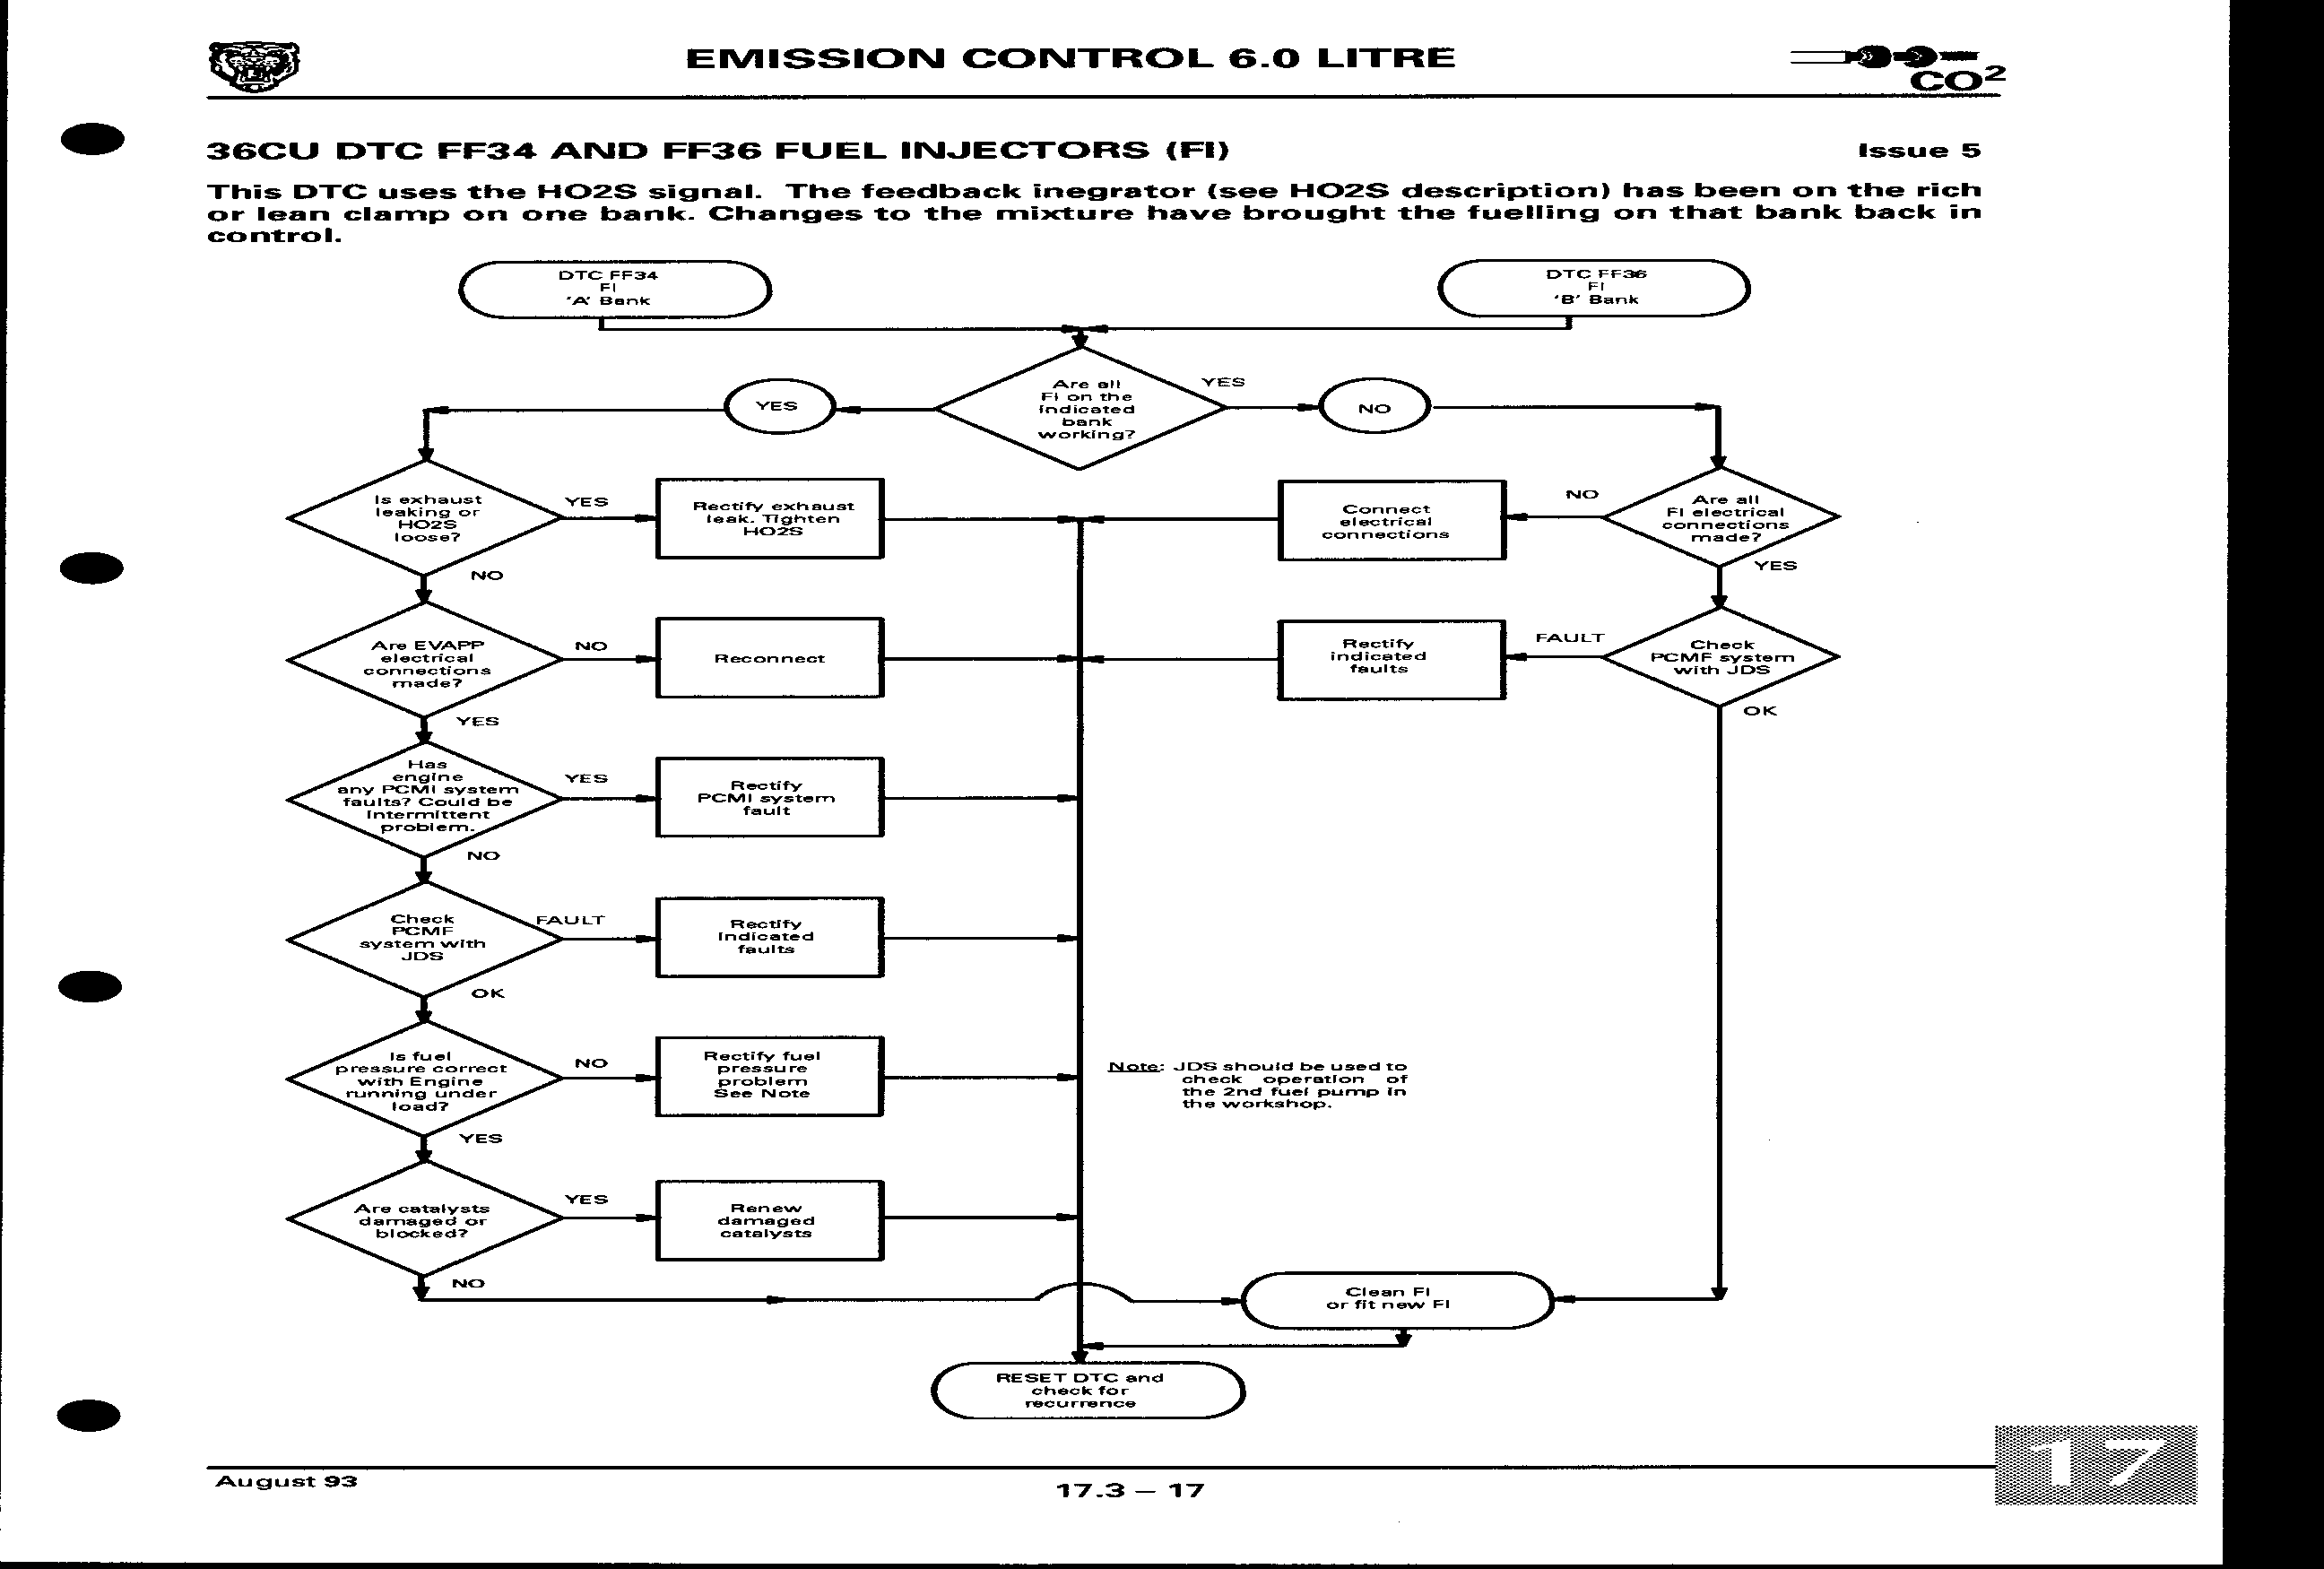 EMISSION CONTROL 6.0 LITRE
CO2
36CU DTC FF34 AND FF36 FUEL INJECTORS (FI)
Issue 5
This DTC uses the HO2S signal. The feedback inegrator (see HO2S description) has been on the rich
or lean clamp on one bank. Changes to the mixture have brought the fuelling on that bank back in
control.
DTC FF34
FI
'A' Bank
DTC FF36
FI
'B' Bank
Are all
FI on the
indicated
bank
working?
YES
YES
NO
Is exhaust
leaking or
HO2S
loose?
YES
NO
Rectify exhaust
leak. Tighten
HO2S
Connect
electrical
connections
NO
Are all
FI electrical
connections
made?
YES
Are EVAPP
electrical
connections
made?
NO
YES
Reconnect
Rectify
indicated
faults
FAULT
Check
PCMF system
with JDS
OK
Has
engine
any PCMI system
faults? Could be
intermittent
problem.
YES
NO
Rectify
PCMI system
fault
Check
PCMF
system with
JDS
FAULT
OK
Rectify
indicated
faults
Is fuel
pressure correct
with Engine
running under
load?
NO
YES
Rectify fuel
pressure
problem
See Note
Note: JDS should be used to
check operation of
the 2nd fuel pump in
the workshop.
Are catalysts
damaged or
blocked?
YES
NO
Renew
damaged
catalysts
Clean FI
or fit new FI
RESET DTC and
check for
recurrence
August 93
17.3 – 17
17